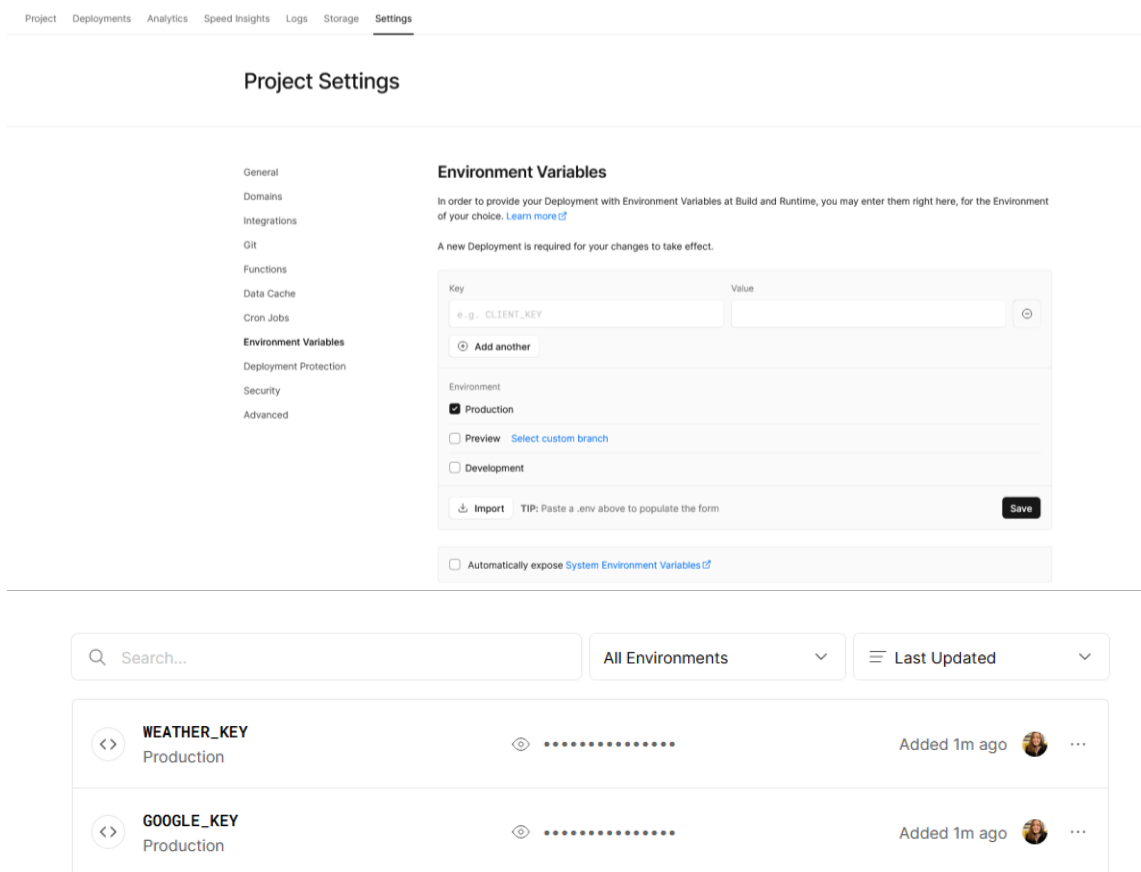 Project Deployments Analytics Speed Insights Logs Storage Settings
Project Settings
General
Domains
Integrations
Git
Functions
Data Cache
Cron Jobs
Environment Variables
Deployment Protection
Security
Advanced
Environment Variables
In order to provide your Deployment with Environment Variables at Build and Runtime, you may enter them right here, for the Environment
of your choice. Learn more
A new Deployment is required for your changes to take effect.
Key Value
e.g. CLIENT_KEY
Add another
Environment
Production
Preview Select custom branch
Development
Import TIP: Paste a .env above to populate the form Save
Automatically expose System Environment Variables
Search... All Environments Last Updated
WEATHER_KEY
Production
••••••••••••••• Added 1m ago ...
GOOGLE_KEY
Production
••••••••••••••• Added 1m ago ...